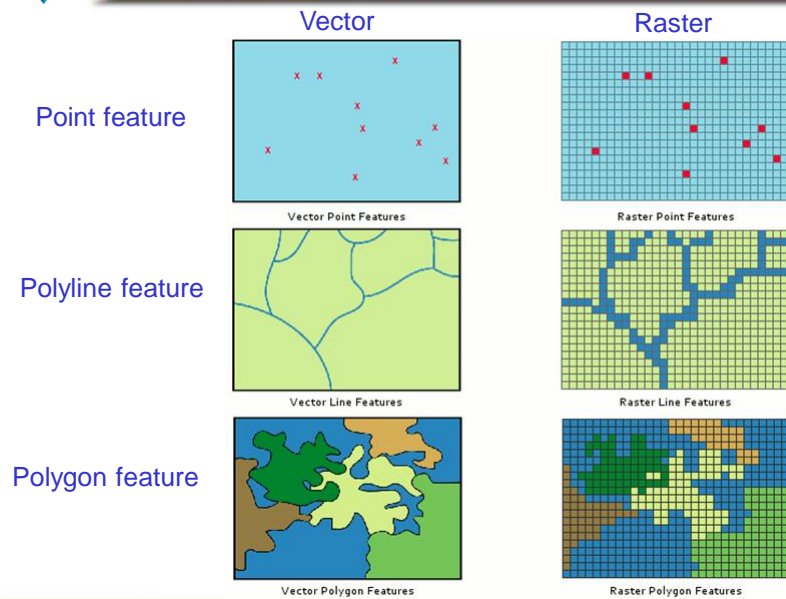 Vector
Raster
Point feature
Vector Point Features
Raster Point Features
Polyline feature
Vector Line Features
Raster Line Features
Polygon feature
Vector Polygon Features
Raster Polygon Features